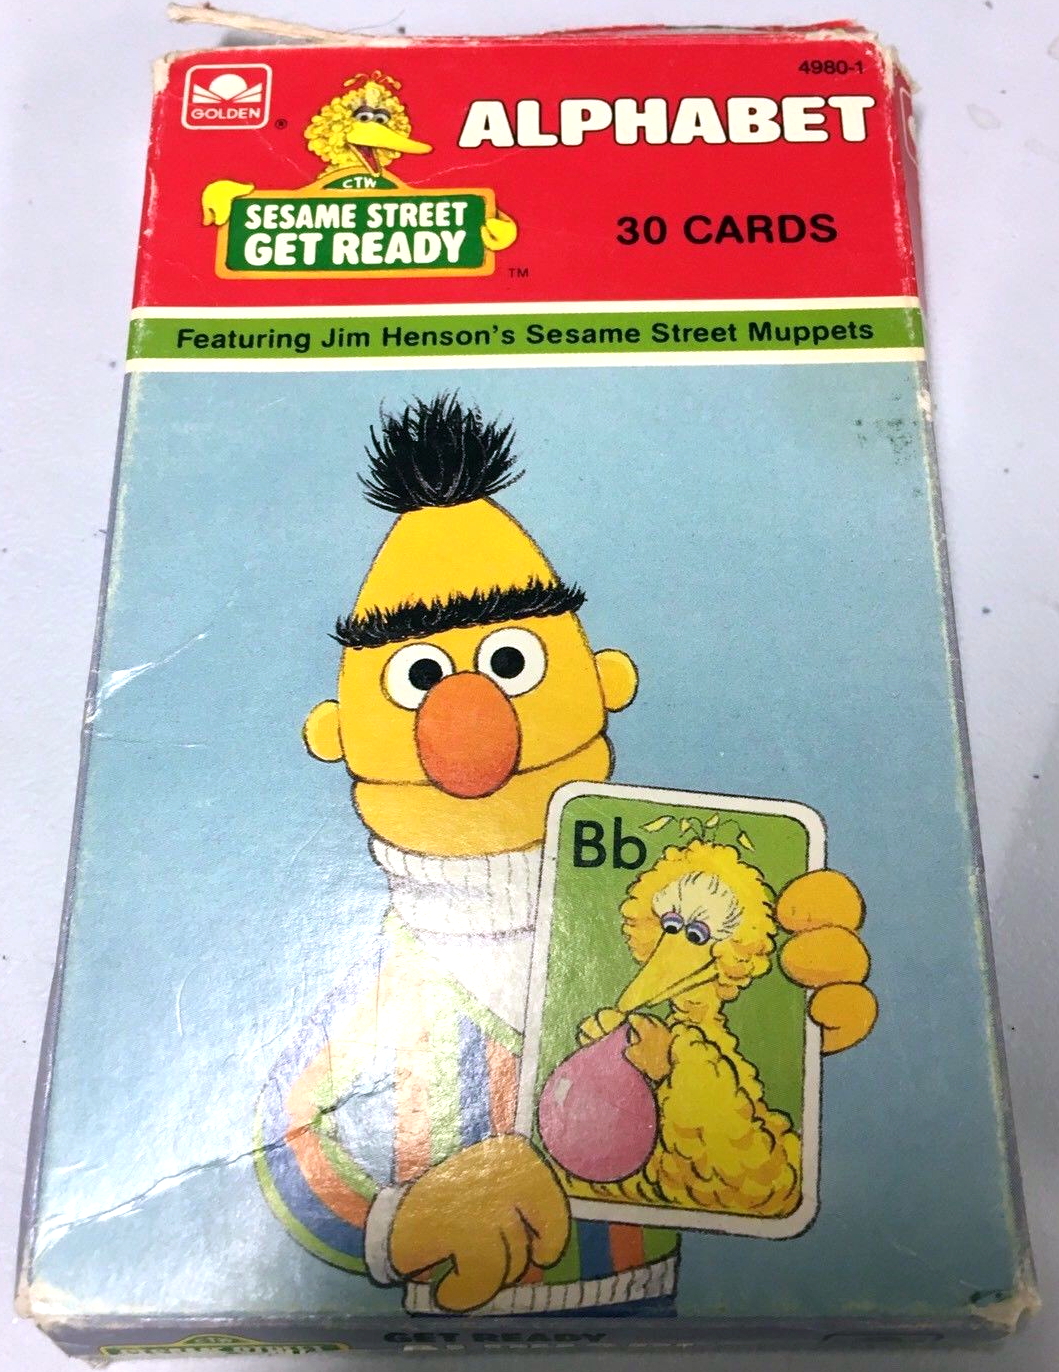 4980-1
GOLDEN
®
ALPHABET
CTW
SESAME STREET
GET READY
TM
30 CARDS
Featuring Jim Henson's Sesame Street Muppets
Bb
GET READY